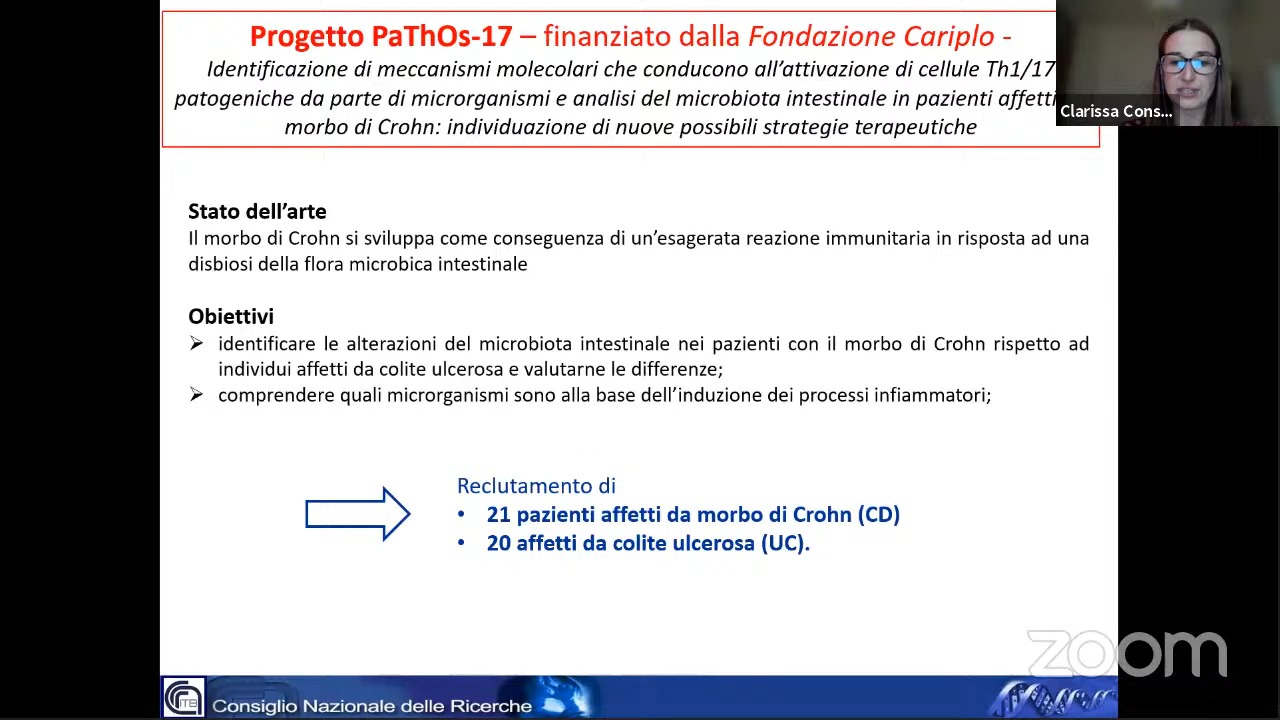 Progetto PaThOs-17 – finanziato dalla Fondazione Cariplo -
Identificazione di meccanismi molecolari che conducono all’attivazione di cellule Th1/17
patogeniche da parte di microrganismi e analisi del microbiota intestinale in pazienti affetti
morbo di Crohn: individuazione di nuove possibili strategie terapeutiche
Clarissa Cons...
Stato dell’arte
Il morbo di Crohn si sviluppa come conseguenza di un’esagerata reazione immunitaria in risposta ad una
disbiosi della flora microbica intestinale
Obiettivi
➢ identificare le alterazioni del microbiota intestinale nei pazienti con il morbo di Crohn rispetto ad
individui affetti da colite ulcerosa e valutarne le differenze;
➢ comprendere quali microrganismi sono alla base dell’induzione dei processi infiammatori;
Reclutamento di
• 21 pazienti affetti da morbo di Crohn (CD)
• 20 affetti da colite ulcerosa (UC).
zoom
ITB
Consiglio Nazionale delle Ricerche